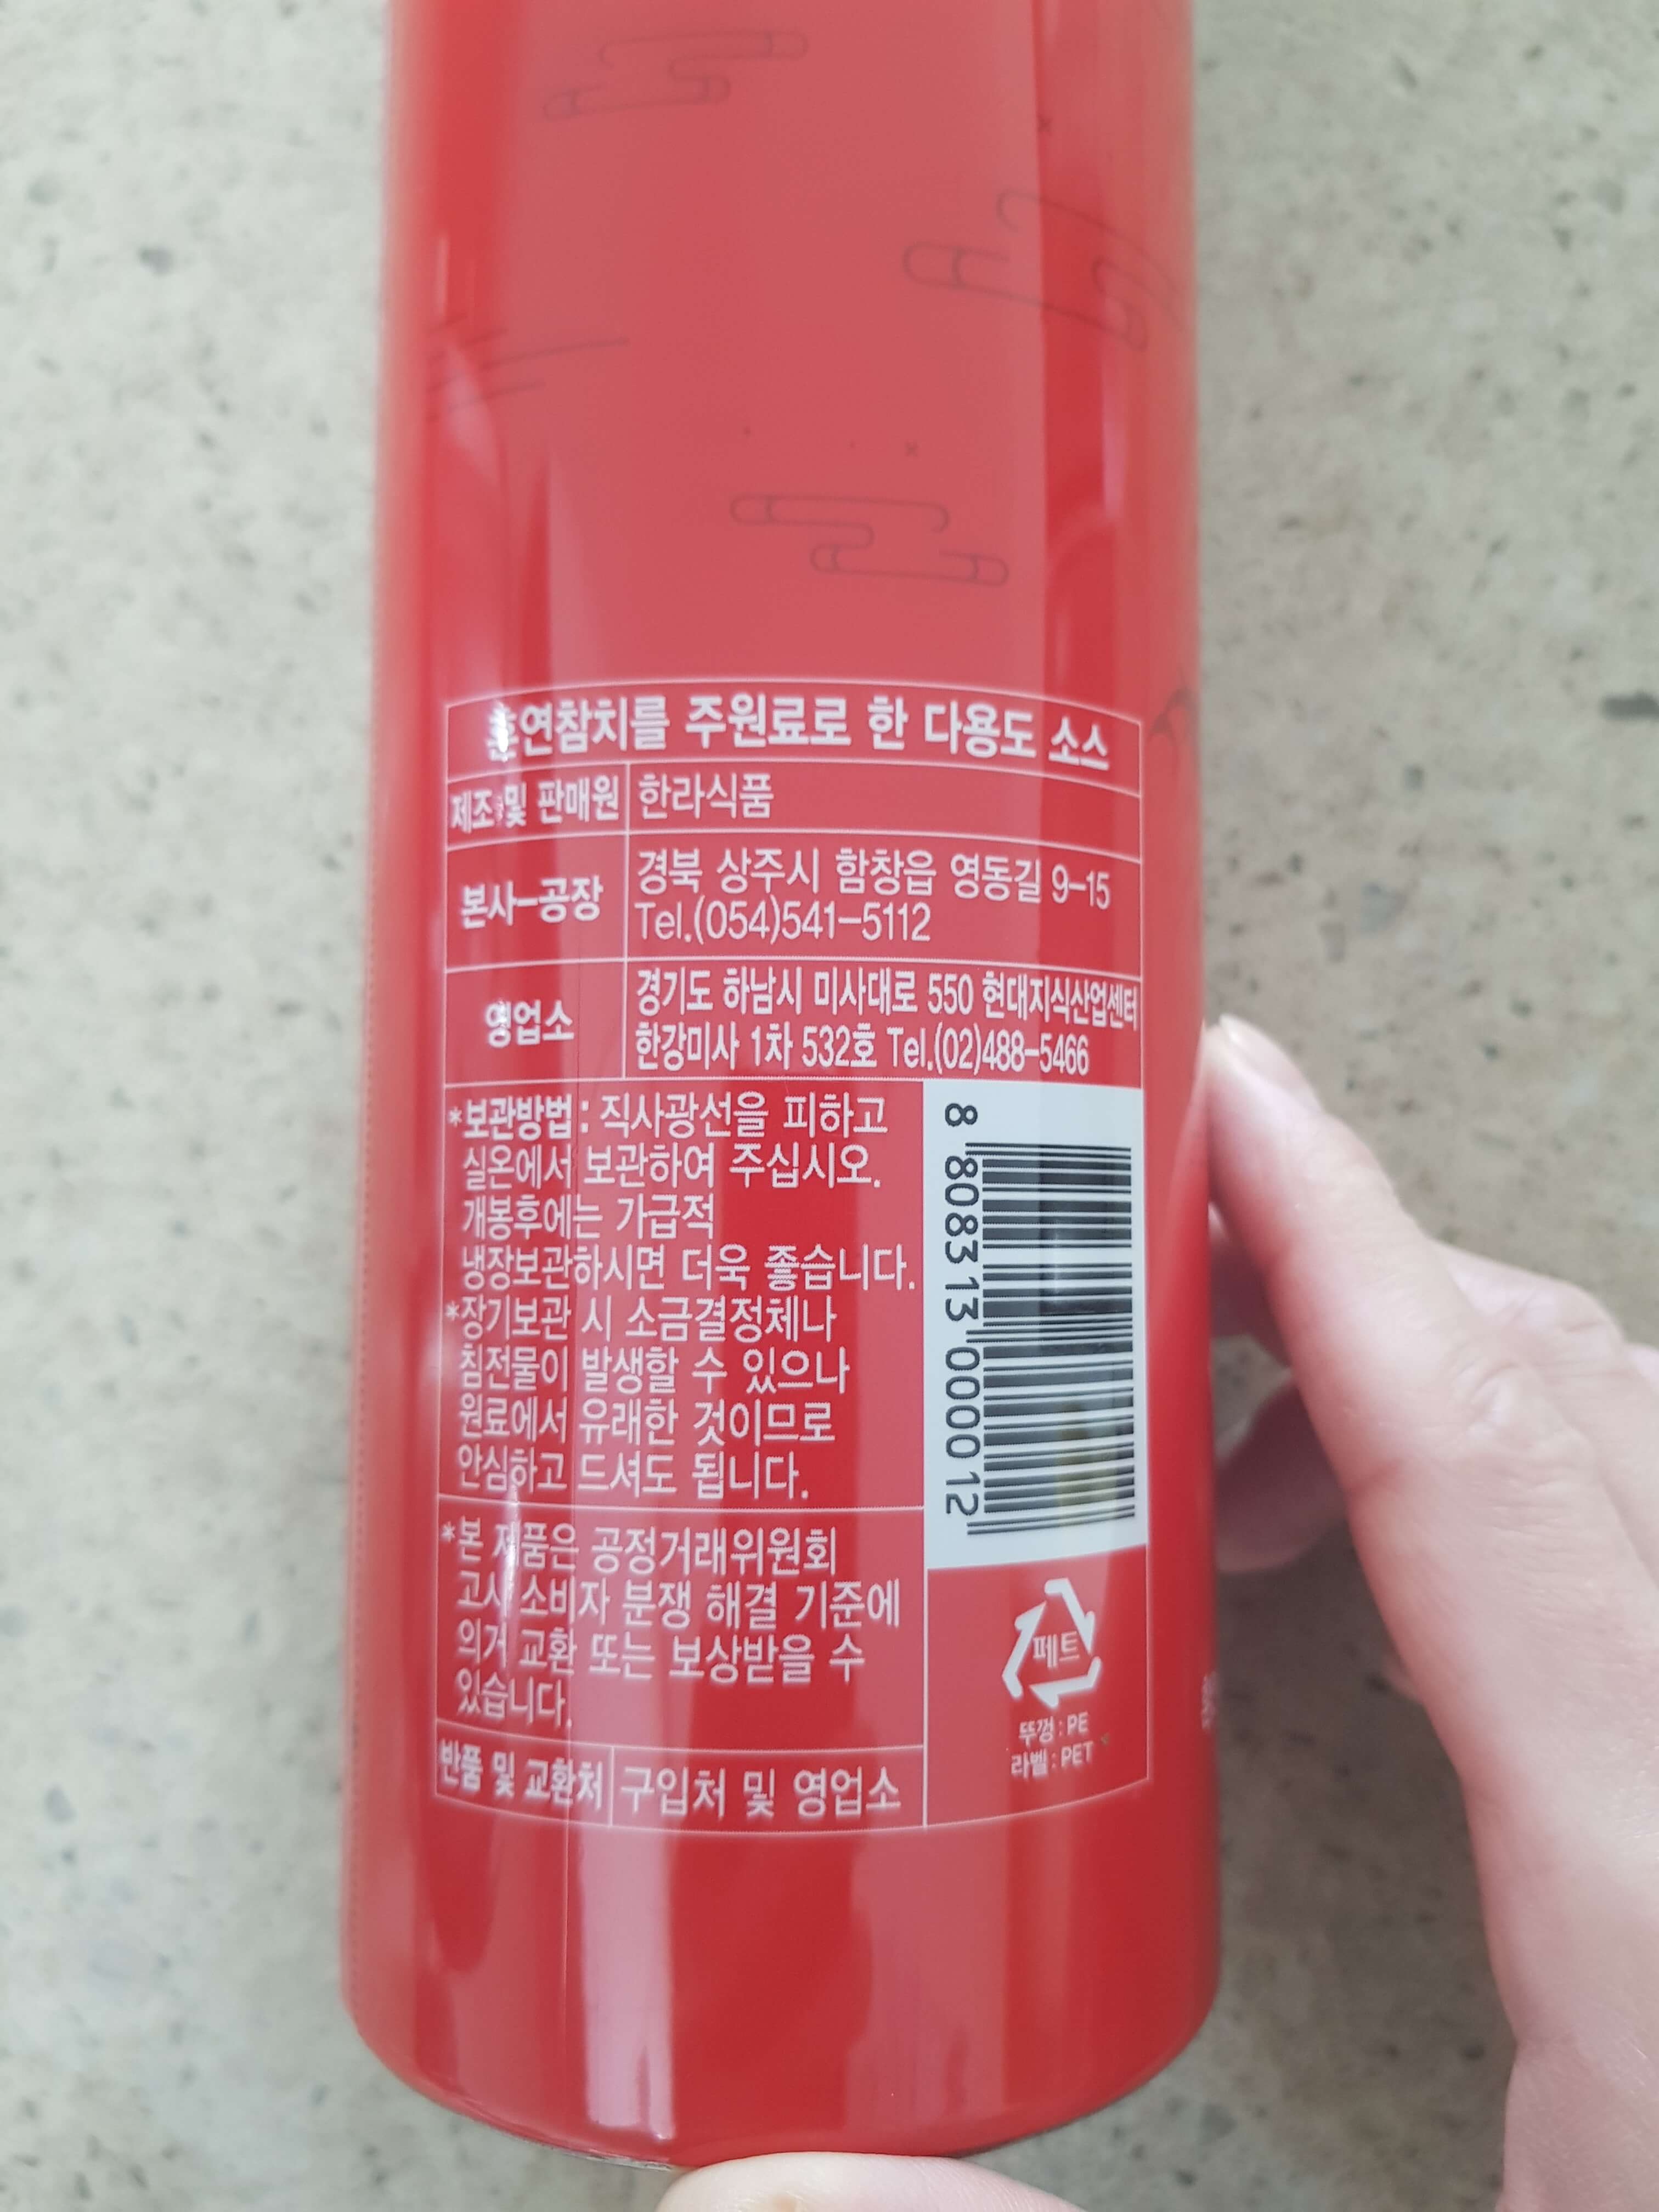 훈연참치를 주원료로 한 다용도 소스
제조 및 판매원 한라식품
본사-공장
경북 상주시 함창읍 영동길 9-15
Tel.(054)541-5112
영업소
경기도 하남시 미사대로 550 현대지식산업센터
한강미사 1차 532호 Tel.(02)488-5466
*보관방법 : 직사광선을 피하고
실온에서 보관하여 주십시오.
개봉후에는 가급적
냉장보관하시면 더욱 좋습니다.
*장기보관 시 소금결정체나
침전물이 발생할 수 있으나
원료에서 유래한 것이므로
안심하고 드셔도 됩니다.
*본 제품은 공정거래위원회
고시 소비자 분쟁 해결 기준에
의거 교환 또는 보상받을 수
있습니다.
반품 및 교환처 구입처 및 영업소
8 808313 000012
페트
뚜껑 : PE
라벨 : PET